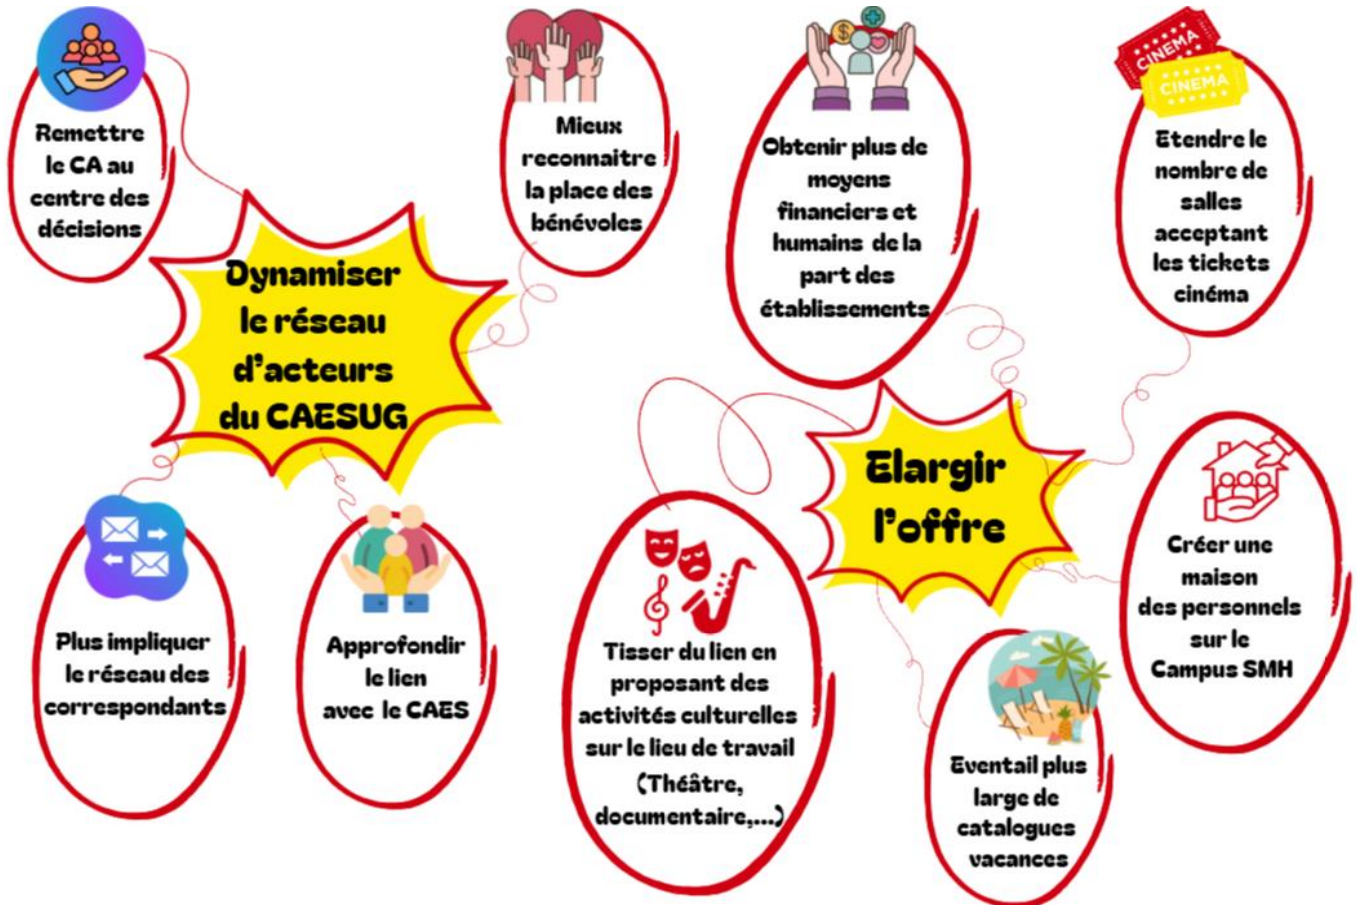 Remettre
le CA au
centre des
décisions
Mieux
reconnaitre
la place des
bénévoles
Dynamiser
le réseau
d'acteurs
du CAESUG
Plus impliquer
le réseau des
correspondants
Approfondir
le lien
avec le CAES
Obtenir plus de
moyens
financiers et
humains de la
part des
établissements
CINEMA
CINEMA
Etendre le
nombre de
salles
acceptant
les tickets
cinéma
Elargir
l'offre
Créer une
maison
des personnels
sur le
Campus SMH
Tisser du lien en
proposant des
activités culturelles
sur le lieu de travail
(Théâtre,
documentaire,...)
Eventail plus
large de
catalogues
vacances